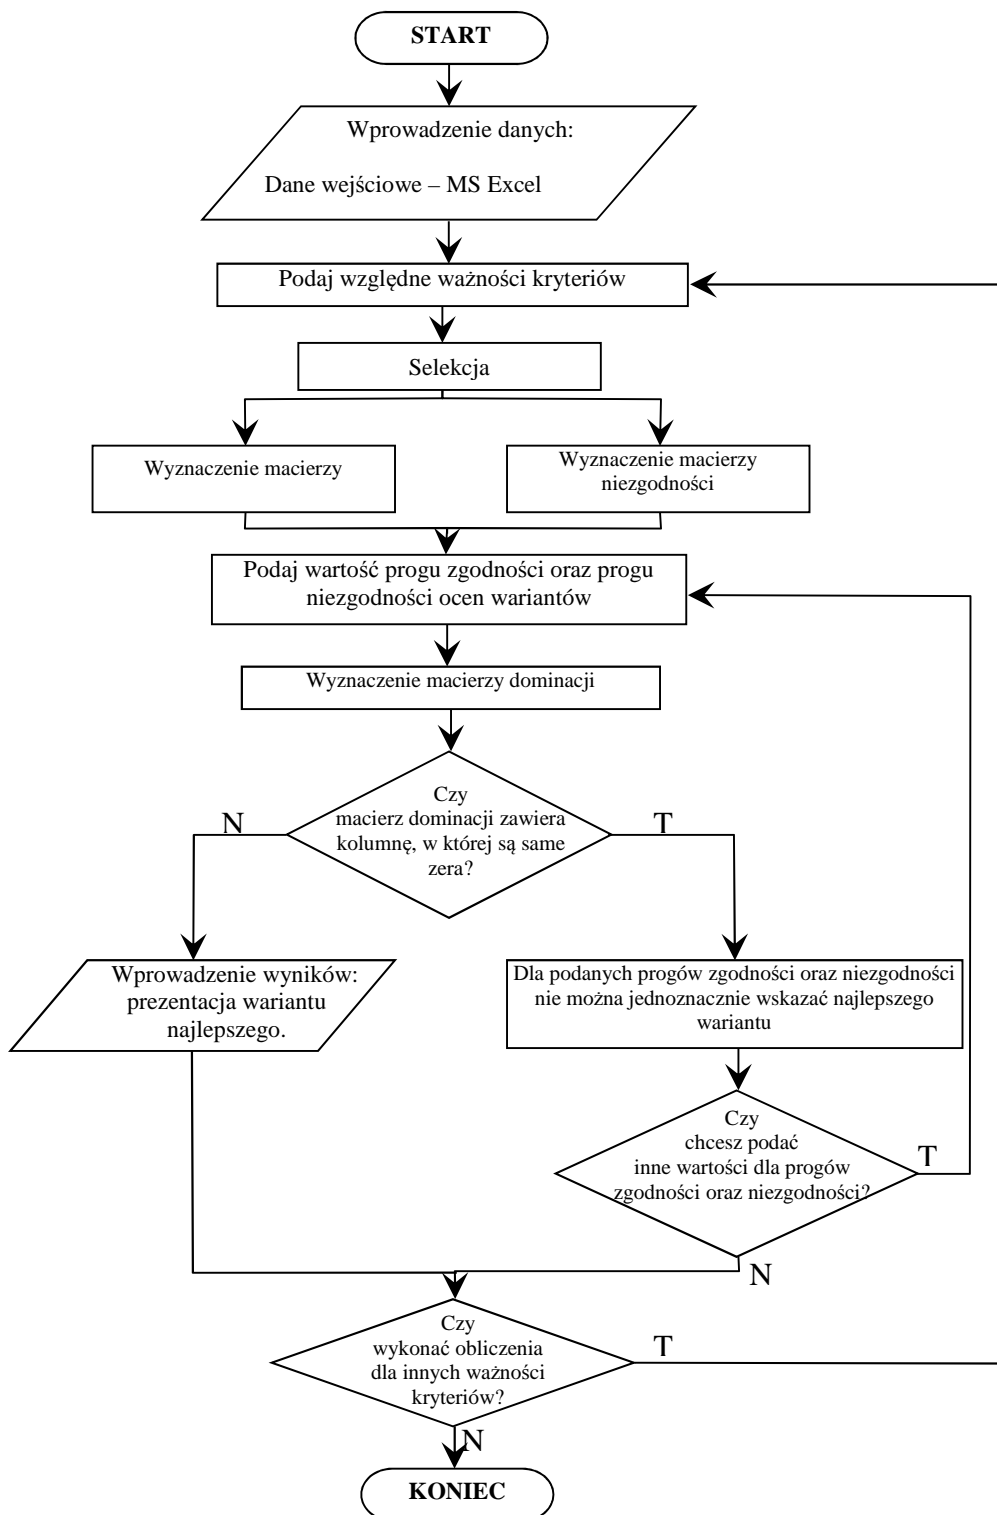 START
Wprowadzenie danych:
Dane wejściowe – MS Excel
Podaj względne ważności kryteriów
Selekcja
Wyznaczenie macierzy
Wyznaczenie macierzy
niezgodności
Podaj wartość progu zgodności oraz progu
niezgodności ocen wariantów
Wyznaczenie macierzy dominacji
Czy
macierz dominacji zawiera
kolumnę, w której są same
zera?
N
T
Wprowadzenie wyników:
prezentacja wariantu
najlepszego.
Dla podanych progów zgodności oraz niezgodności
nie można jednoznacznie wskazać najlepszego
wariantu
Czy
chcesz podać
inne wartości dla progów
zgodności oraz niezgodności?
T
N
Czy
wykonać obliczenia
dla innych ważności
kryteriów?
T
N
KONIEC